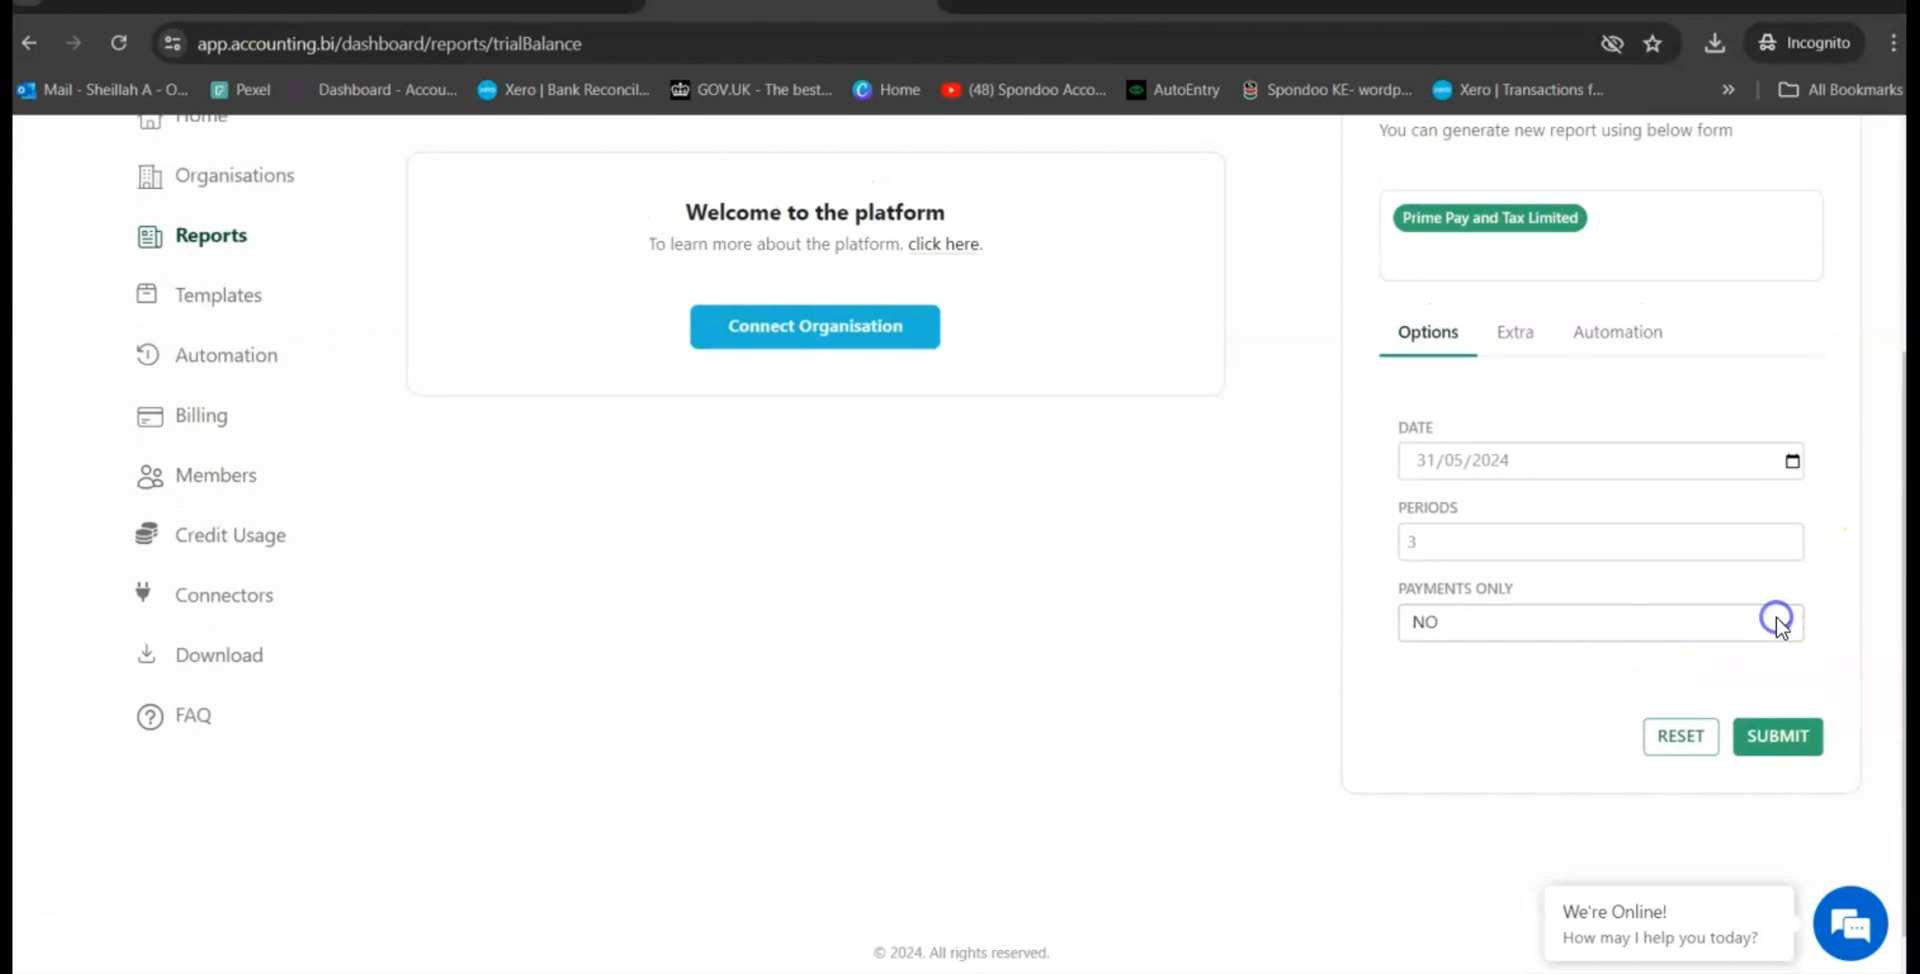 app.accounting.bi/dashboard/reports/trialBalance
Incognito
Mail - Sheillah A - O...
Pexel
Dashboard - Accou...
Xero | Bank Reconcil...
GOV.UK - The best...
Home
(48) Spondoo Acco...
AutoEntry
Spondoo KE- wordp...
Xero | Transactions f...
»
All Bookmarks
Home
Organisations
Reports
Templates
Automation
Billing
Members
Credit Usage
Connectors
Download
FAQ
Welcome to the platform
To learn more about the platform. click here.
Connect Organisation
You can generate new report using below form
Prime Pay and Tax Limited
Options
Extra
Automation
DATE
31/05/2024
PERIODS
3
PAYMENTS ONLY
NO
RESET
SUBMIT
We're Online!
How may I help you today?
© 2024. All rights reserved.